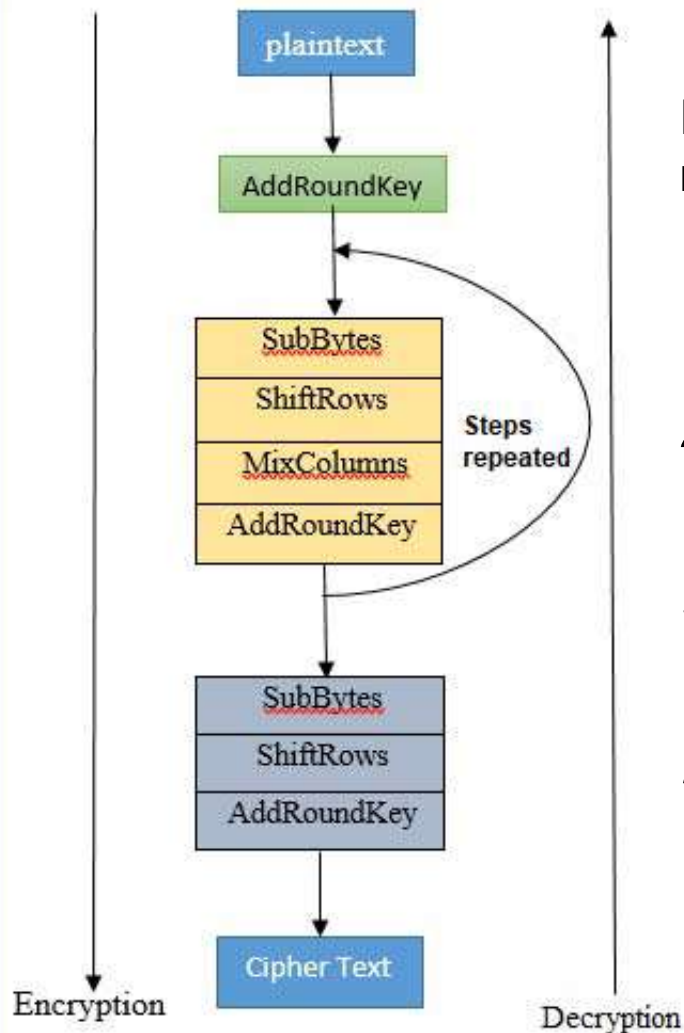 plaintext
AddRoundKey
SubBytes
ShiftRows
MixColumns
AddRoundKey
Steps
repeated
SubBytes
ShiftRows
AddRoundKey
Cipher Text
Encryption
Decryption